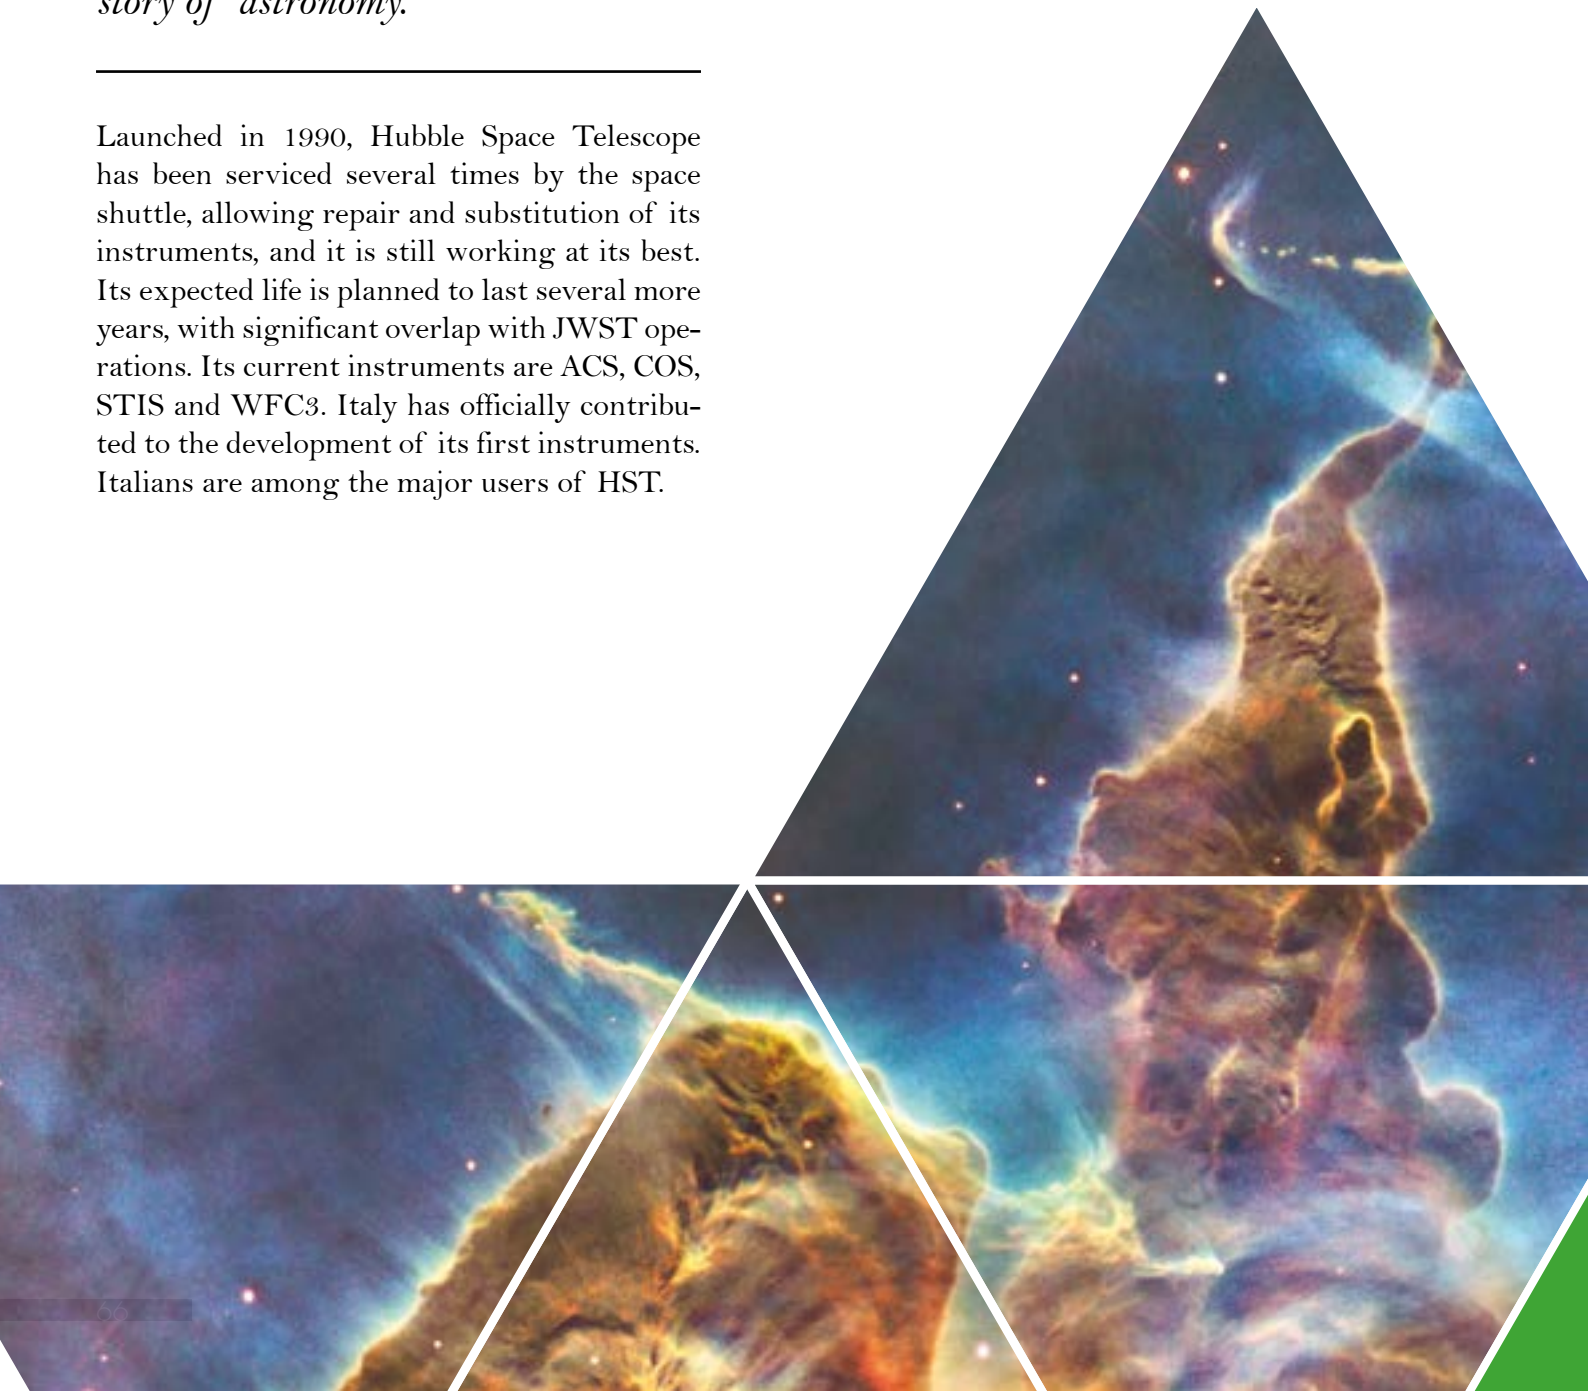 story of astronomy.
Launched in 1990, Hubble Space Telescope
has been serviced several times by the space
shuttle, allowing repair and substitution of its
instruments, and it is still working at its best.
Its expected life is planned to last several more
years, with significant overlap with JWST ope-
rations. Its current instruments are ACS, COS,
STIS and WFC3. Italy has officially contribu-
ted to the development of its first instruments.
Italians are among the major users of HST.
66